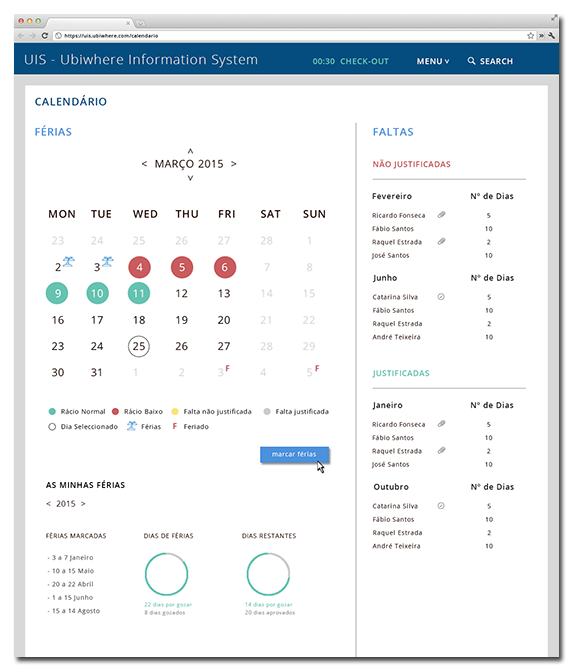 https://uis.ubiwhere.com/calendario
UIS - Ubiwhere Information System
00:30 CHECK-OUT
MENU
SEARCH
CALENDÁRIO
FÉRIAS
< MARÇO 2015 >
MON TUE WED THU FRI SAT SUN
23 24 25 26 27 28 1
2 3 4 5 6 7 8
9 10 11 12 13 14 15
16 17 18 19 20 21 22
23 24 25 26 27 28 29
30 31 1 2 3 F 4 5 F
Rácio Normal Rácio Baixo Falta não justificada Falta justificada
Dia Seleccionado Férias F Feriado
marcar férias
AS MINHAS FÉRIAS
< 2015 >
FÉRIAS MARCADAS
- 3 a 7 Janeiro
- 10 a 15 Maio
- 20 a 22 Abril
- 1 a 15 Junho
- 15 a 14 Agosto
DIAS DE FÉRIAS
22 dias por gozar
8 dias gozados
DIAS RESTANTES
14 dias por gozar
20 dias aprovados
FALTAS
NÃO JUSTIFICADAS
Fevereiro Nº de Dias
Ricardo Fonseca 5
Fábio Santos 10
Raquel Estrada 2
José Santos 10
Junho Nº de Dias
Catarina Silva 5
Fábio Santos 10
Raquel Estrada 2
André Teixeira 10
JUSTIFICADAS
Janeiro Nº de Dias
Ricardo Fonseca 5
Fábio Santos 10
Raquel Estrada 2
José Santos 10
Outubro Nº de Dias
Catarina Silva 5
Fábio Santos 10
Raquel Estrada 2
André Teixeira 10